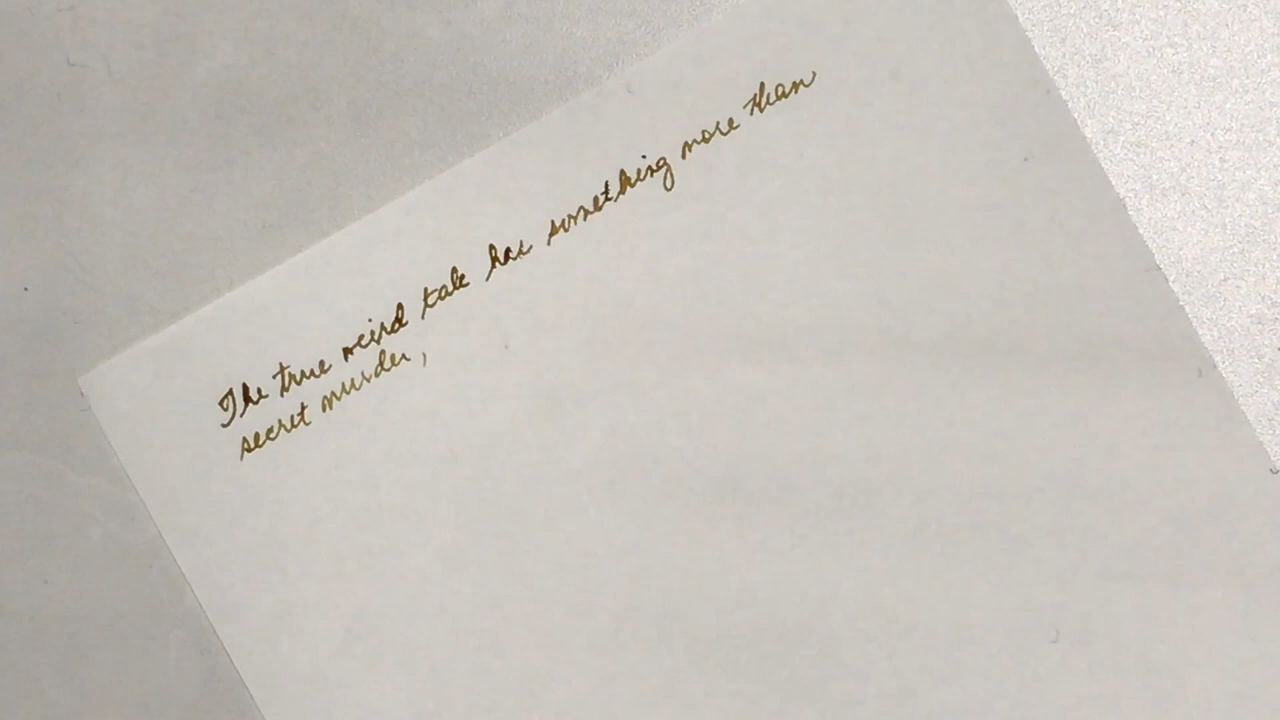 The true weird tale has something more than
secret murder,